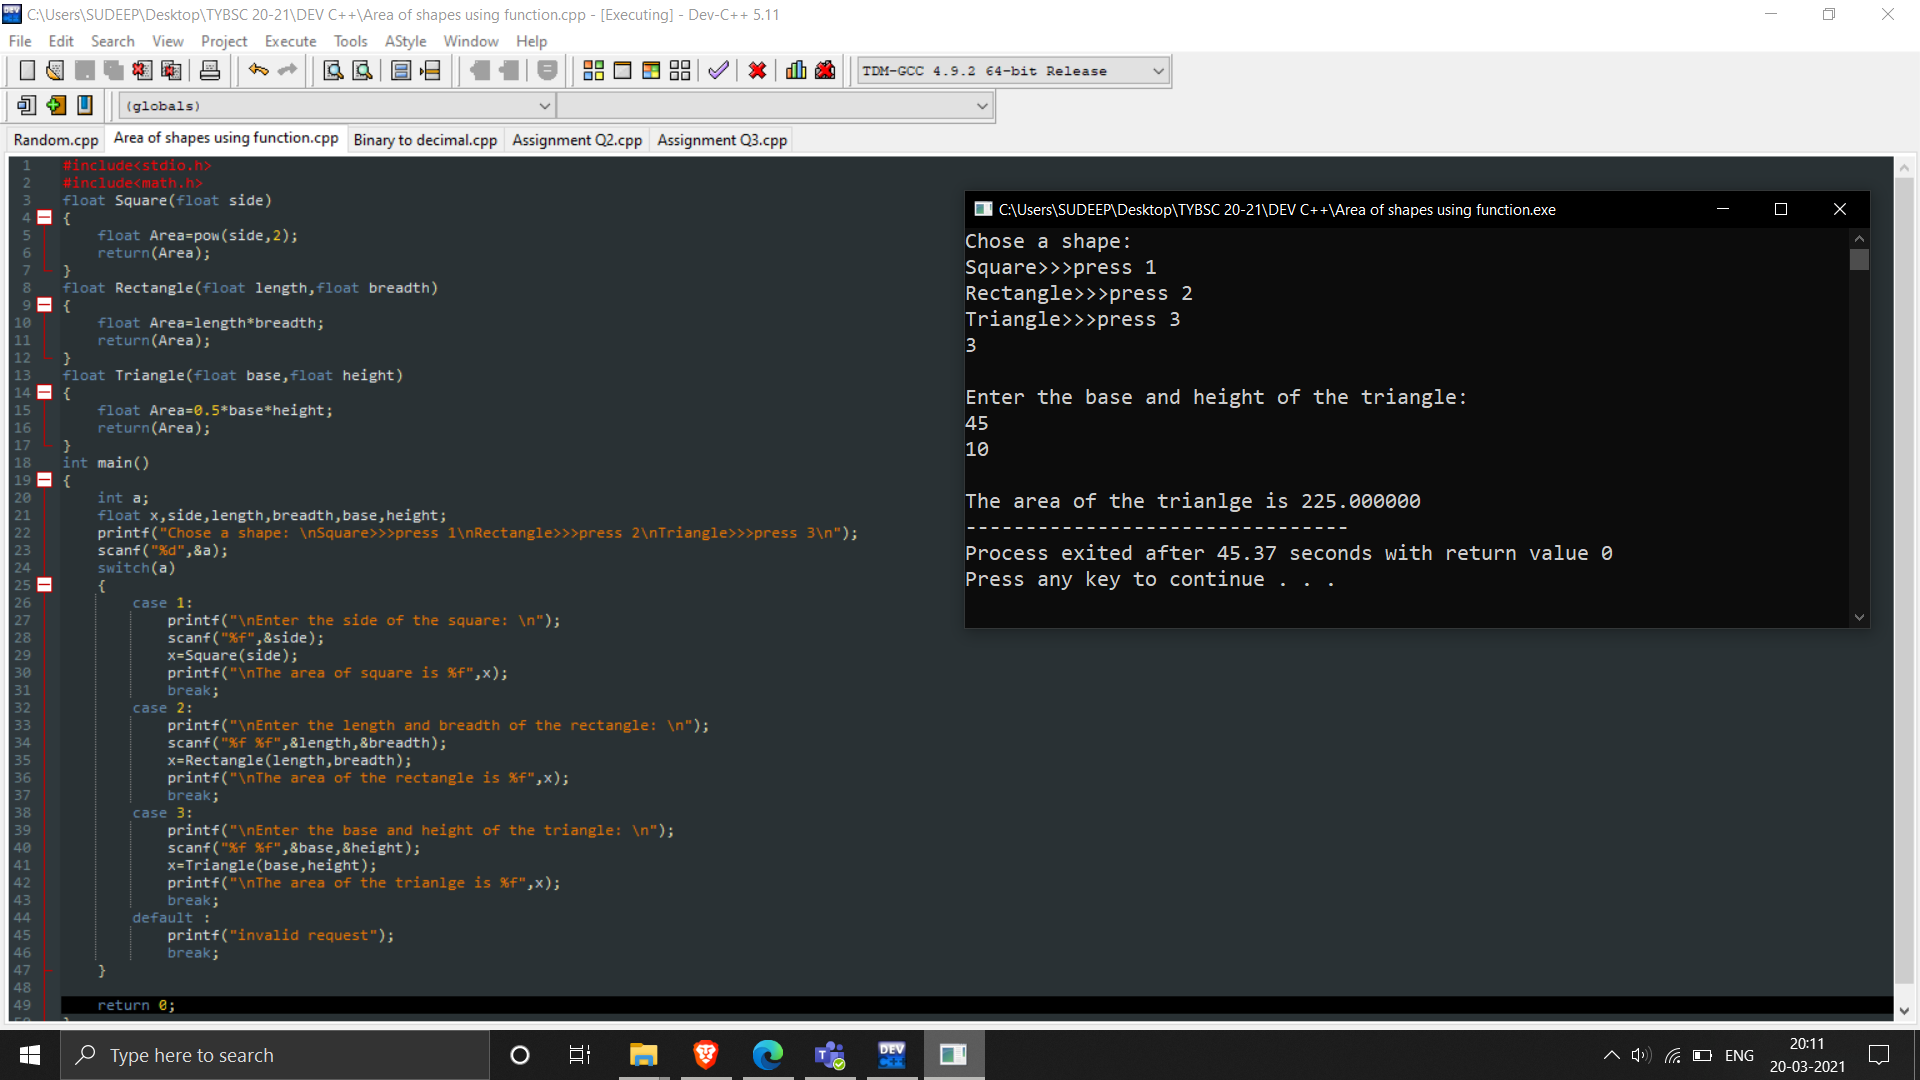 C:\Users\SUDEEP\Desktop\TYBSC 20-21\DEV C++\Area of shapes using function.cpp - [Executing] - Dev-C++ 5.11
File Edit Search View Project Execute Tools AStyle Window Help
TDM-GCC 4.9.2 64-bit Release
(globals)
Random.cpp Area of shapes using function.cpp Binary to decimal.cpp Assignment Q2.cpp Assignment Q3.cpp
1 #include<stdio.h>
2 #include<math.h>
3 float Square(float side)
4 {
5 float Area=pow(side,2);
6 return(Area);
7 }
8 float Rectangle(float length,float breadth)
9 {
10 float Area=length*breadth;
11 return(Area);
12 }
13 float Triangle(float base,float height)
14 {
15 float Area=0.5*base*height;
16 return(Area);
17 }
18 int main()
19 {
20 int a;
21 float x,side,length,breadth,base,height;
22 printf("Chose a shape: \nSquare>>>press 1\nRectangle>>>press 2\nTriangle>>>press 3\n");
23 scanf("%d",&a);
24 switch(a)
25 {
26 case 1:
27 printf("\nEnter the side of the square: \n");
28 scanf("%f",&side);
29 x=Square(side);
30 printf("\nThe area of square is %f",x);
31 break;
32 case 2:
33 printf("\nEnter the length and breadth of the rectangle: \n");
34 scanf("%f %f",&length,&breadth);
35 x=Rectangle(length,breadth);
36 printf("\nThe area of the rectangle is %f",x);
37 break;
38 case 3:
39 printf("\nEnter the base and height of the triangle: \n");
40 scanf("%f %f",&base,&height);
41 x=Triangle(base,height);
42 printf("\nThe area of the trianlge is %f",x);
43 break;
44 default :
45 printf("invalid request");
46 break;
47 }
48
49 return 0;
C:\Users\SUDEEP\Desktop\TYBSC 20-21\DEV C++\Area of shapes using function.exe
Chose a shape:
Square>>>press 1
Rectangle>>>press 2
Triangle>>>press 3
3
Enter the base and height of the triangle:
45
10
The area of the trianlge is 225.000000
--------------------------------
Process exited after 45.37 seconds with return value 0
Press any key to continue . . .
Type here to search
DEV C++
ENG
20:11
20-03-2021